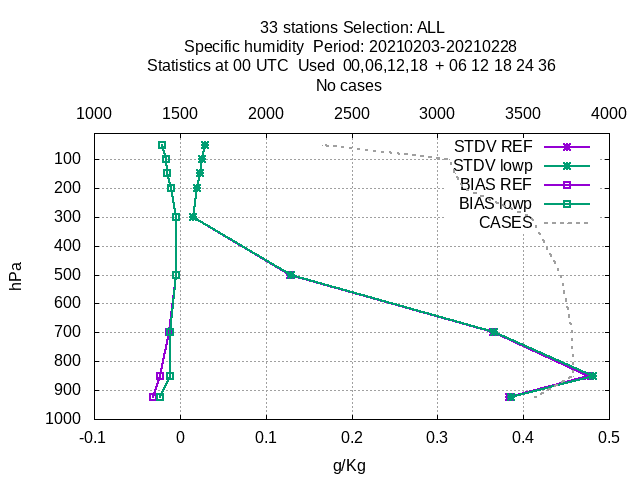 33 stations Selection: ALL
Specific humidity  Period: 20210203-20210228
Statistics at 00 UTC  Used  00,06,12,18  + 06 12 18 24 36
No cases
1000 1500 2000 2500 3000 3500 4000
STDV REF
STDV lowp
BIAS REF
BIAS lowp
CASES
100
200
300
400
500
600
700
800
900
1000
hPa
-0.1 0 0.1 0.2 0.3 0.4 0.5
g/Kg